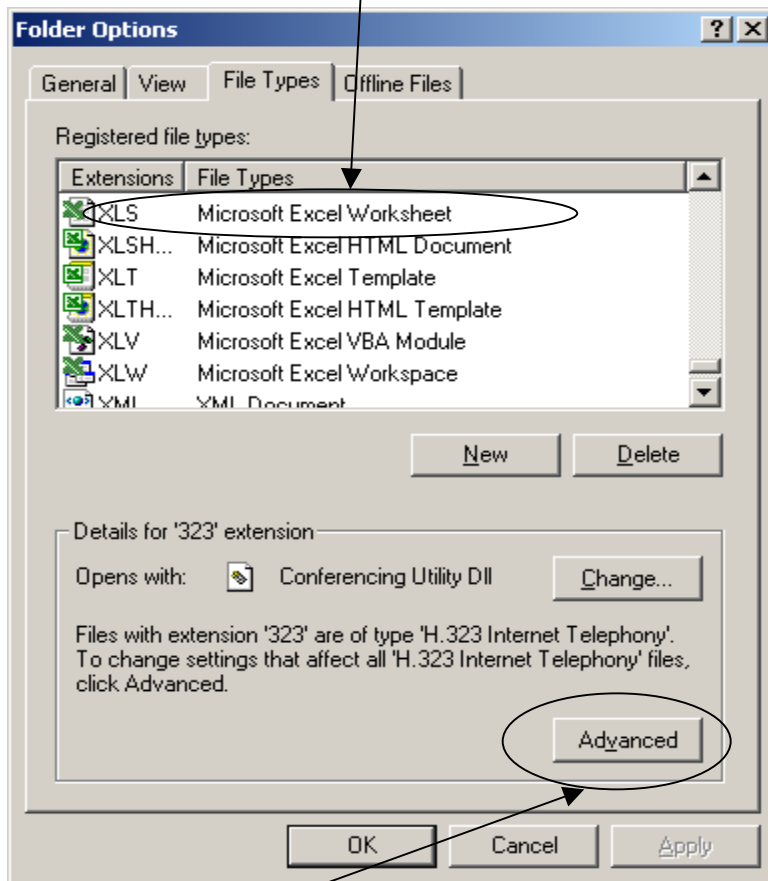 Folder Options
General View File Types Offline Files
Registered file types:
Extensions File Types
XLS Microsoft Excel Worksheet
XLSH... Microsoft Excel HTML Document
XLT Microsoft Excel Template
XLTH... Microsoft Excel HTML Template
XLV Microsoft Excel VBA Module
XLW Microsoft Excel Workspace
XML XML Document
New Delete
Details for '323' extension
Opens with: Conferencing Utility Dll Change...
Files with extension '323' are of type 'H.323 Internet Telephony'.
To change settings that affect all 'H.323 Internet Telephony' files,
click Advanced.
Advanced
OK Cancel Apply